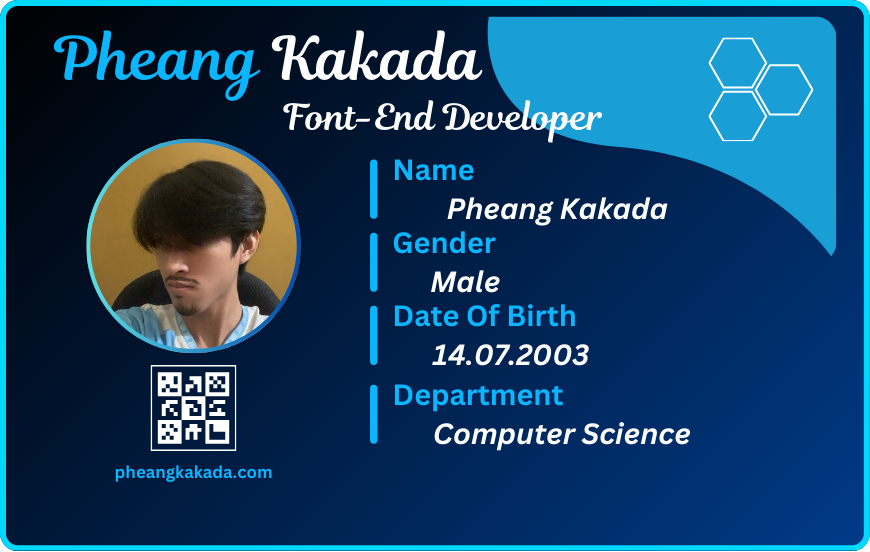 Pheang Kakada
Font-End Developer
Name
Pheang Kakada
Gender
Male
Date Of Birth
14.07.2003
Department
Computer Science
pheangkakada.com